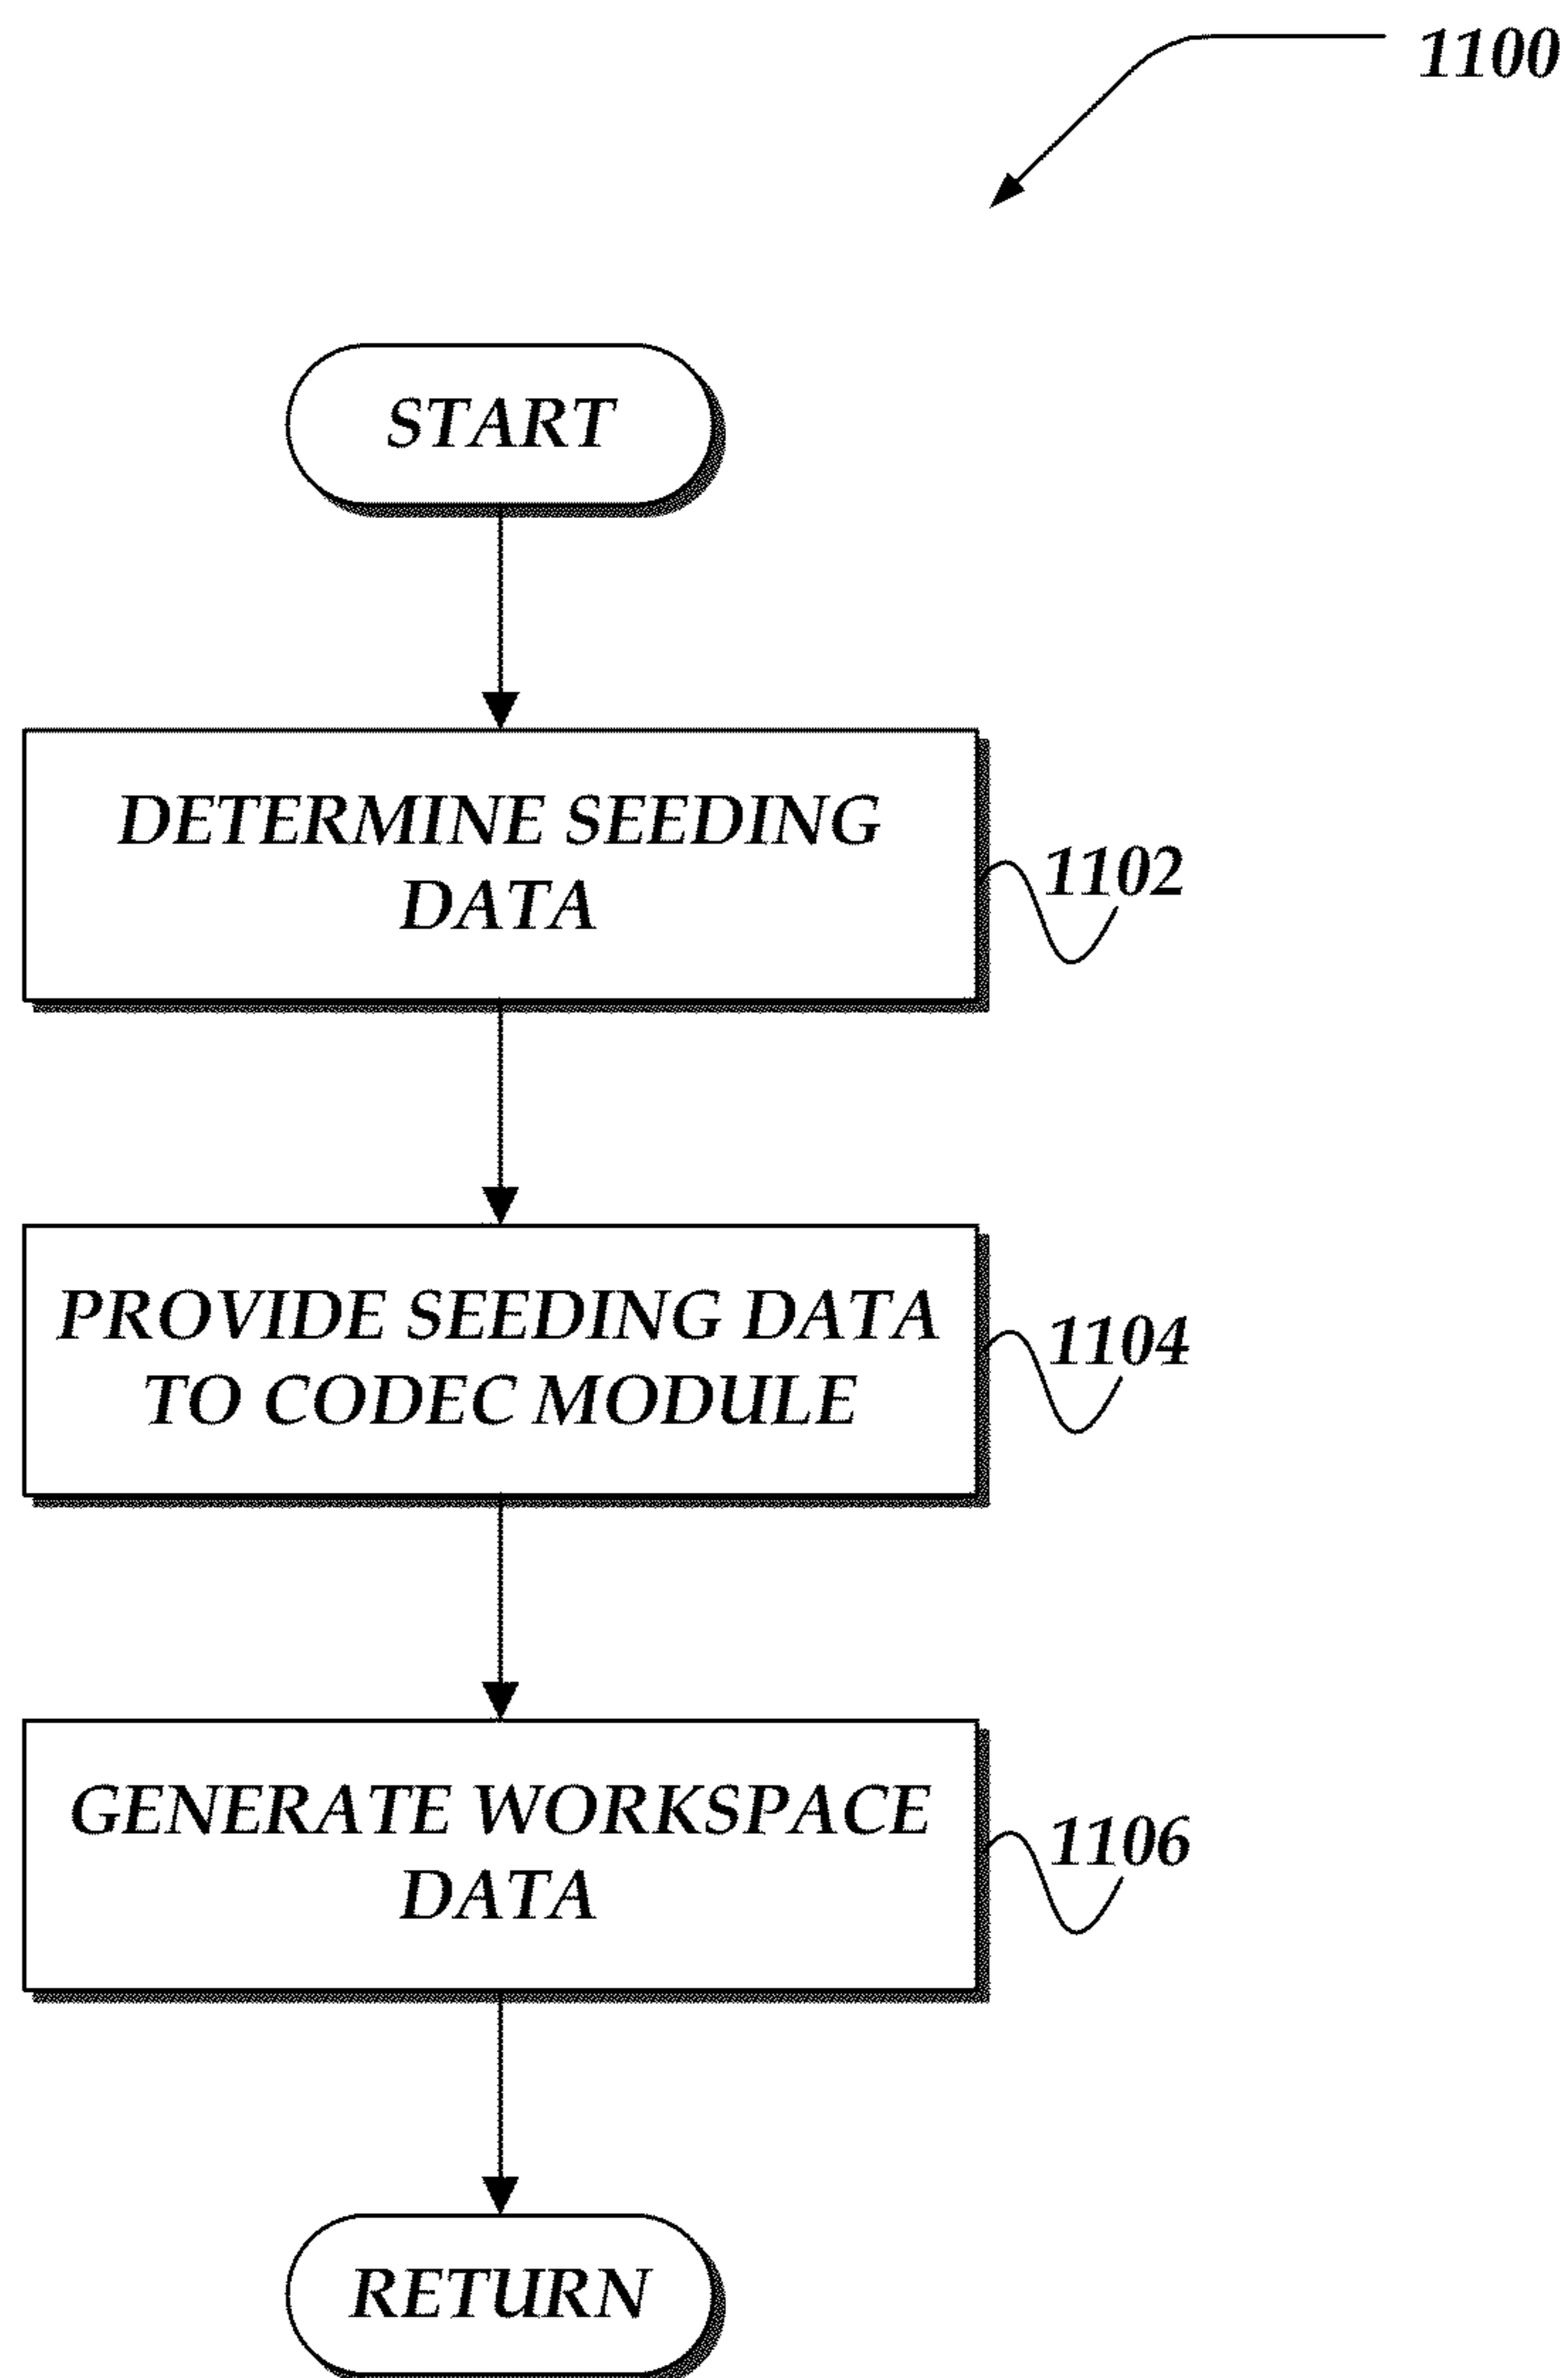 1100
START
DETERMINE SEEDING
DATA
1102
PROVIDE SEEDING DATA
TO CODEC MODULE
1104
GENERATE WORKSPACE
DATA
1106
RETURN